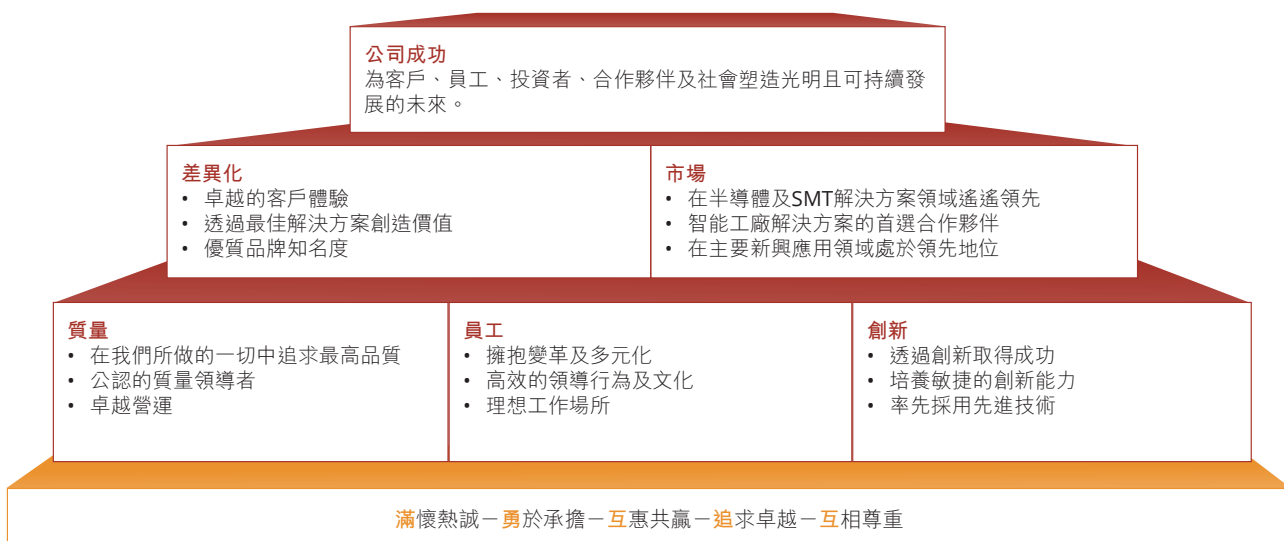 公司成功
為客戶、員工、投資者、合作夥伴及社會塑造光明且可持續發
展的未來。
差異化
• 卓越的客戶體驗
• 透過最佳解決方案創造價值
• 優質品牌知名度
市場
• 在半導體及SMT解決方案領域遙遙領先
• 智能工廠解決方案的首選合作夥伴
• 在主要新興應用領域處於領先地位
質量
• 在我們所做的一切中追求最高品質
• 公認的質量領導者
• 卓越營運
員工
• 擁抱變革及多元化
• 高效的領導行為及文化
• 理想工作場所
創新
• 透過創新取得成功
• 培養敏捷的創新能力
• 率先採用先進技術
滿懷熱誠－勇於承擔－互惠共贏－追求卓越－互相尊重